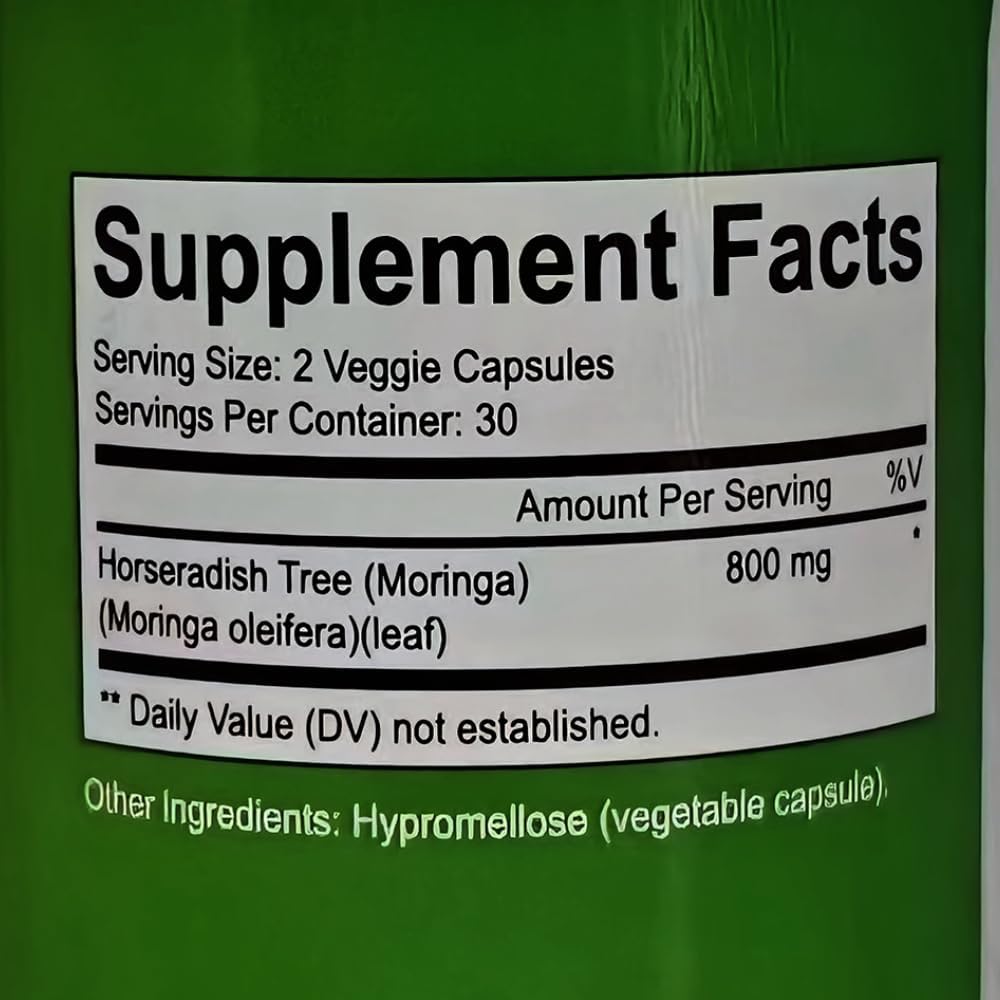 Supplement Facts
Serving Size: 2 Veggie Capsules
Servings Per Container: 30
Amount Per Serving %V
Horseradish Tree (Moringa) 800 mg *
(Moringa oleifera)(leaf)
** Daily Value (DV) not established.
Other Ingredients: Hypromellose (vegetable capsule).